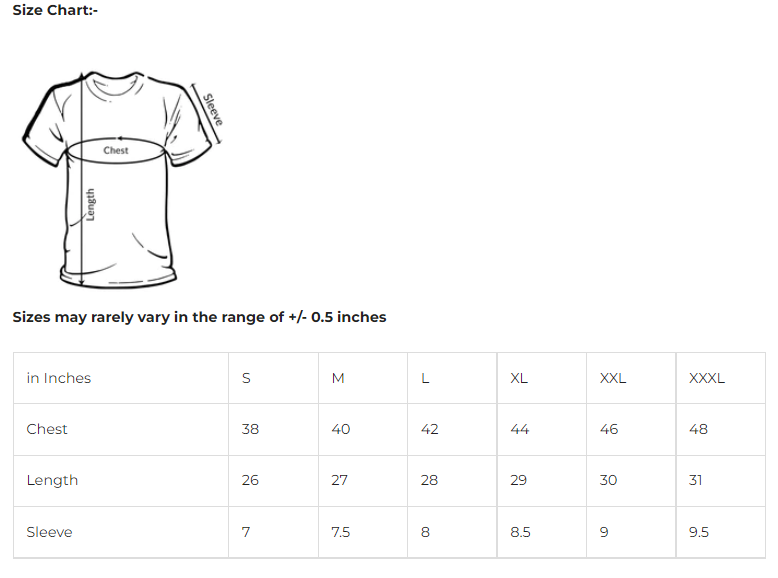 Size Chart:-
Sleeve
Chest
Length
Sizes may rarely vary in the range of +/- 0.5 inches
in Inches S M L XL XXL XXXL
Chest 38 40 42 44 46 48
Length 26 27 28 29 30 31
Sleeve 7 7.5 8 8.5 9 9.5